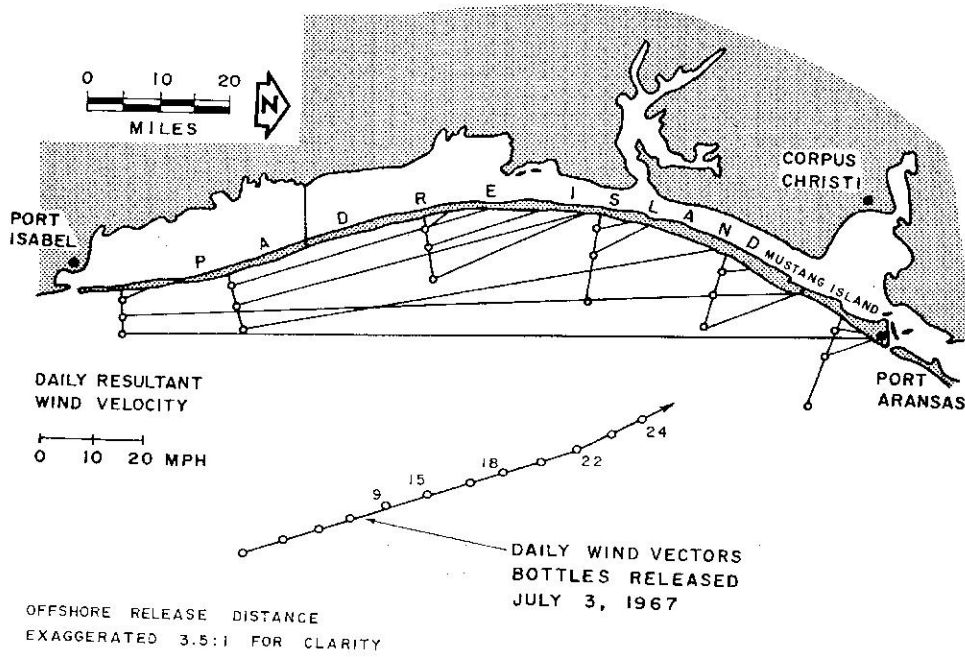 0 10 20
MILES
N
CORPUS
CHRISTI
PORT
ISABEL
PADRE ISLAND
MUSTANG ISLAND
PORT
ARANSAS
DAILY RESULTANT
WIND VELOCITY
0 10 20 MPH
9
15
18
22
24
DAILY WIND VECTORS
BOTTLES RELEASED
JULY 3, 1967
OFFSHORE RELEASE DISTANCE
EXAGGERATED 3.5:1 FOR CLARITY